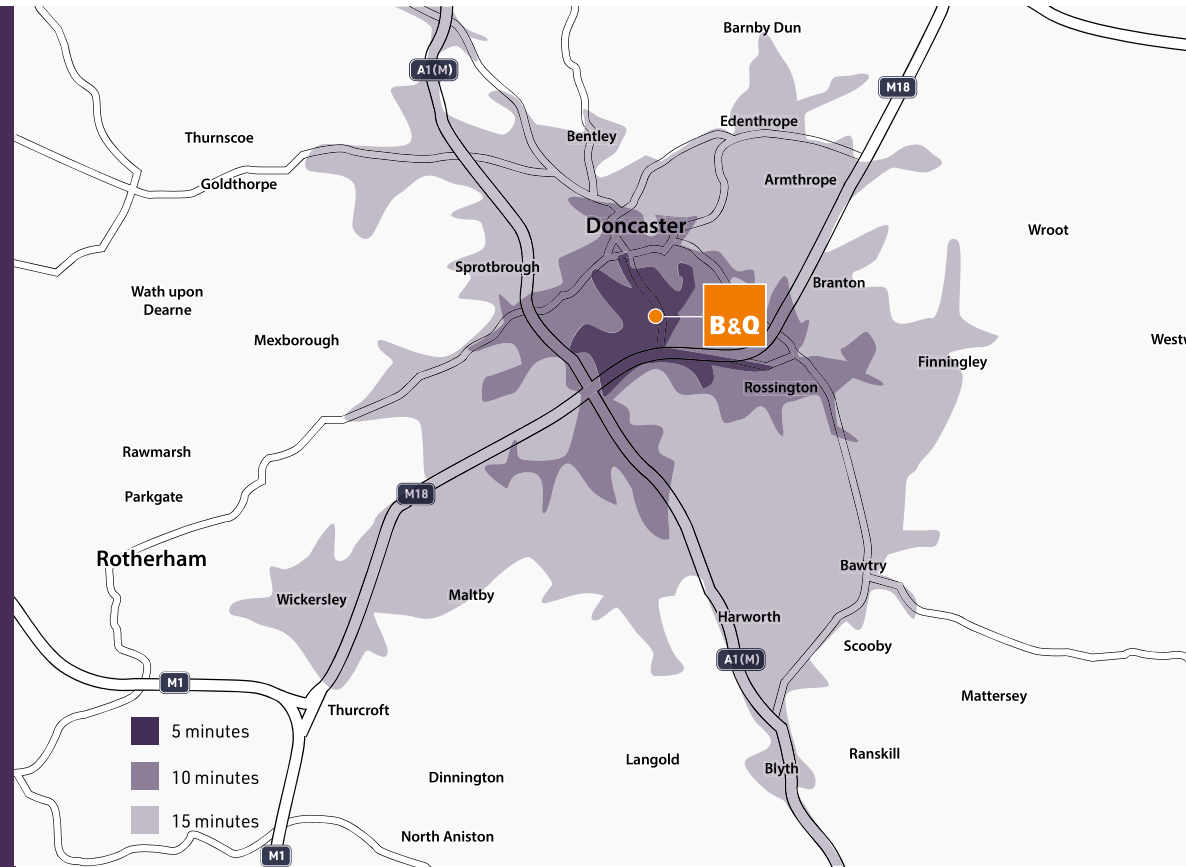 Barnby Dun
A1(M)
M18
Edenthrope
Thurnscoe
Bentley
Goldthorpe
Armthrope
Doncaster
Wroot
Sprotbrough
Branton
Wath upon
Dearne
B&Q
Mexborough
Westw
Finningley
Rossington
Rawmarsh
Parkgate
M18
Rotherham
Bawtry
Wickersley
Maltby
Harworth
Scooby
A1(M)
M1
Mattersey
Thurcroft
5 minutes
Langold
Ranskill
Blyth
10 minutes
Dinnington
15 minutes
North Aniston
M1